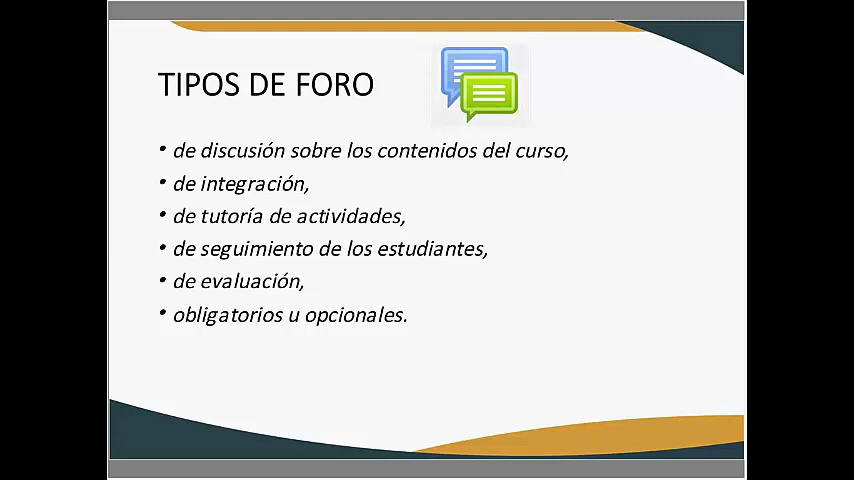 TIPOS DE FORO
• de discusión sobre los contenidos del curso,
• de integración,
• de tutoría de actividades,
• de seguimiento de los estudiantes,
• de evaluación,
• obligatorios u opcionales.